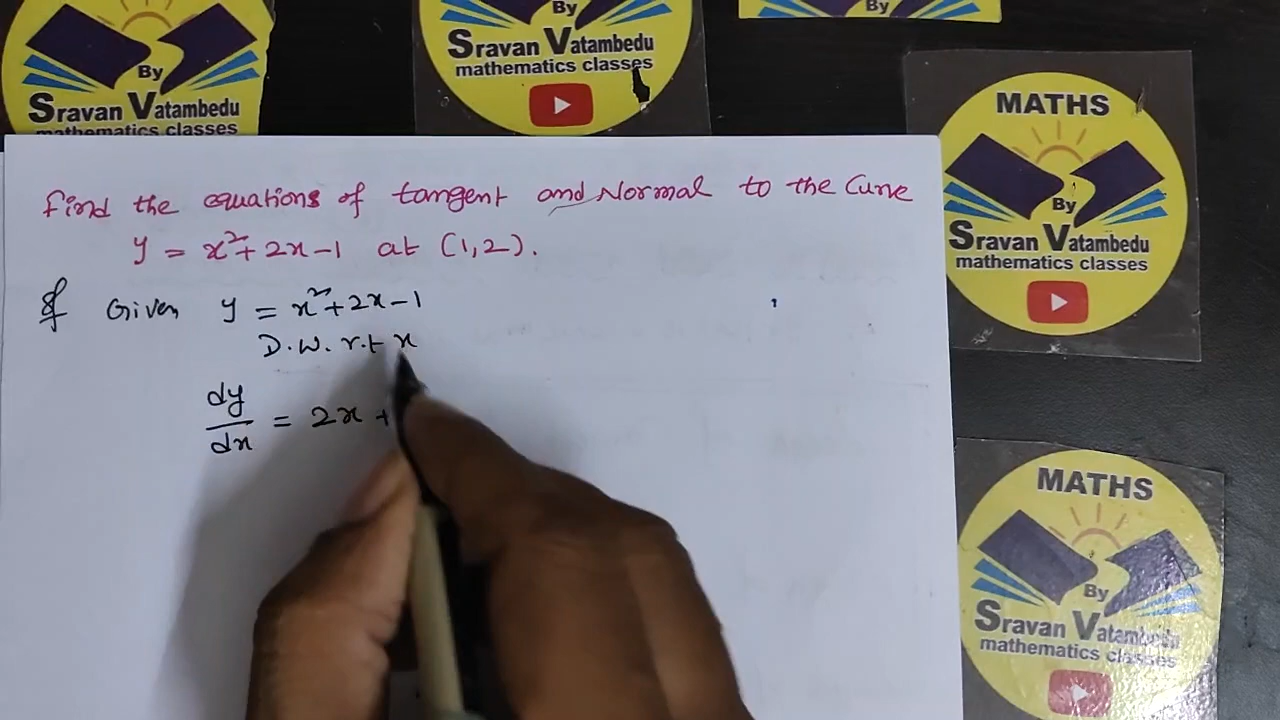 By
Sravan Vatambedu
mathematics classes
By
Sravan Vatambedu
mathematics classes
By
MATHS
By
Sravan Vatambedu
mathematics classes
Find the equations of tangent and Normal to the Curve
y = x²+2x-1 at (1,2).
Given y = x²+2x-1
D.W.r.t x
dy/dx = 2x +
MATHS
By
Sravan Vatambedu
mathematics classes